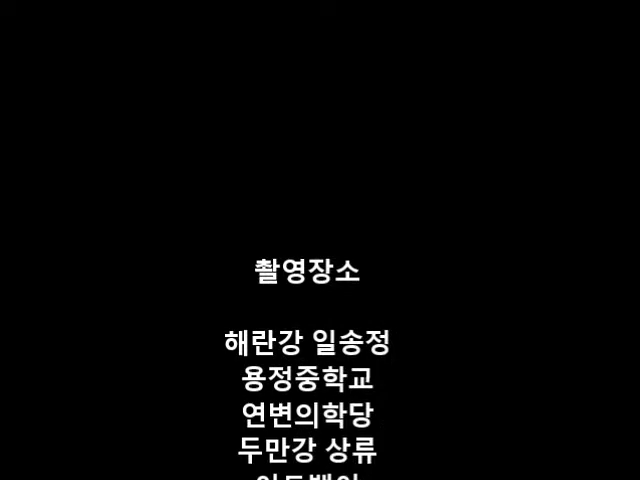 촬영장소
해란강 일송정
용정중학교
연변의학당
두만강 상류